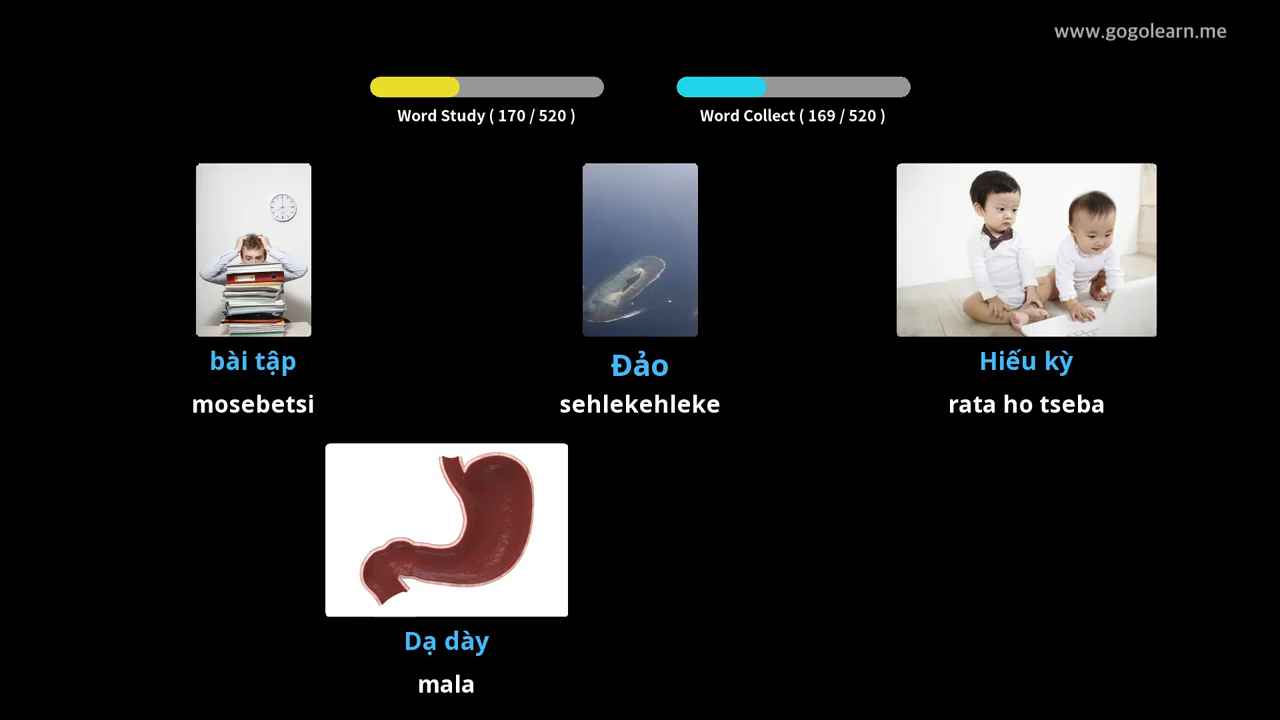 www.gogolearn.me
Word Study ( 170 / 520 )
Word Collect ( 169 / 520 )
bài tập
mosebetsi
Đảo
sehlekehleke
Hiếu kỳ
rata ho tseba
Dạ dày
mala